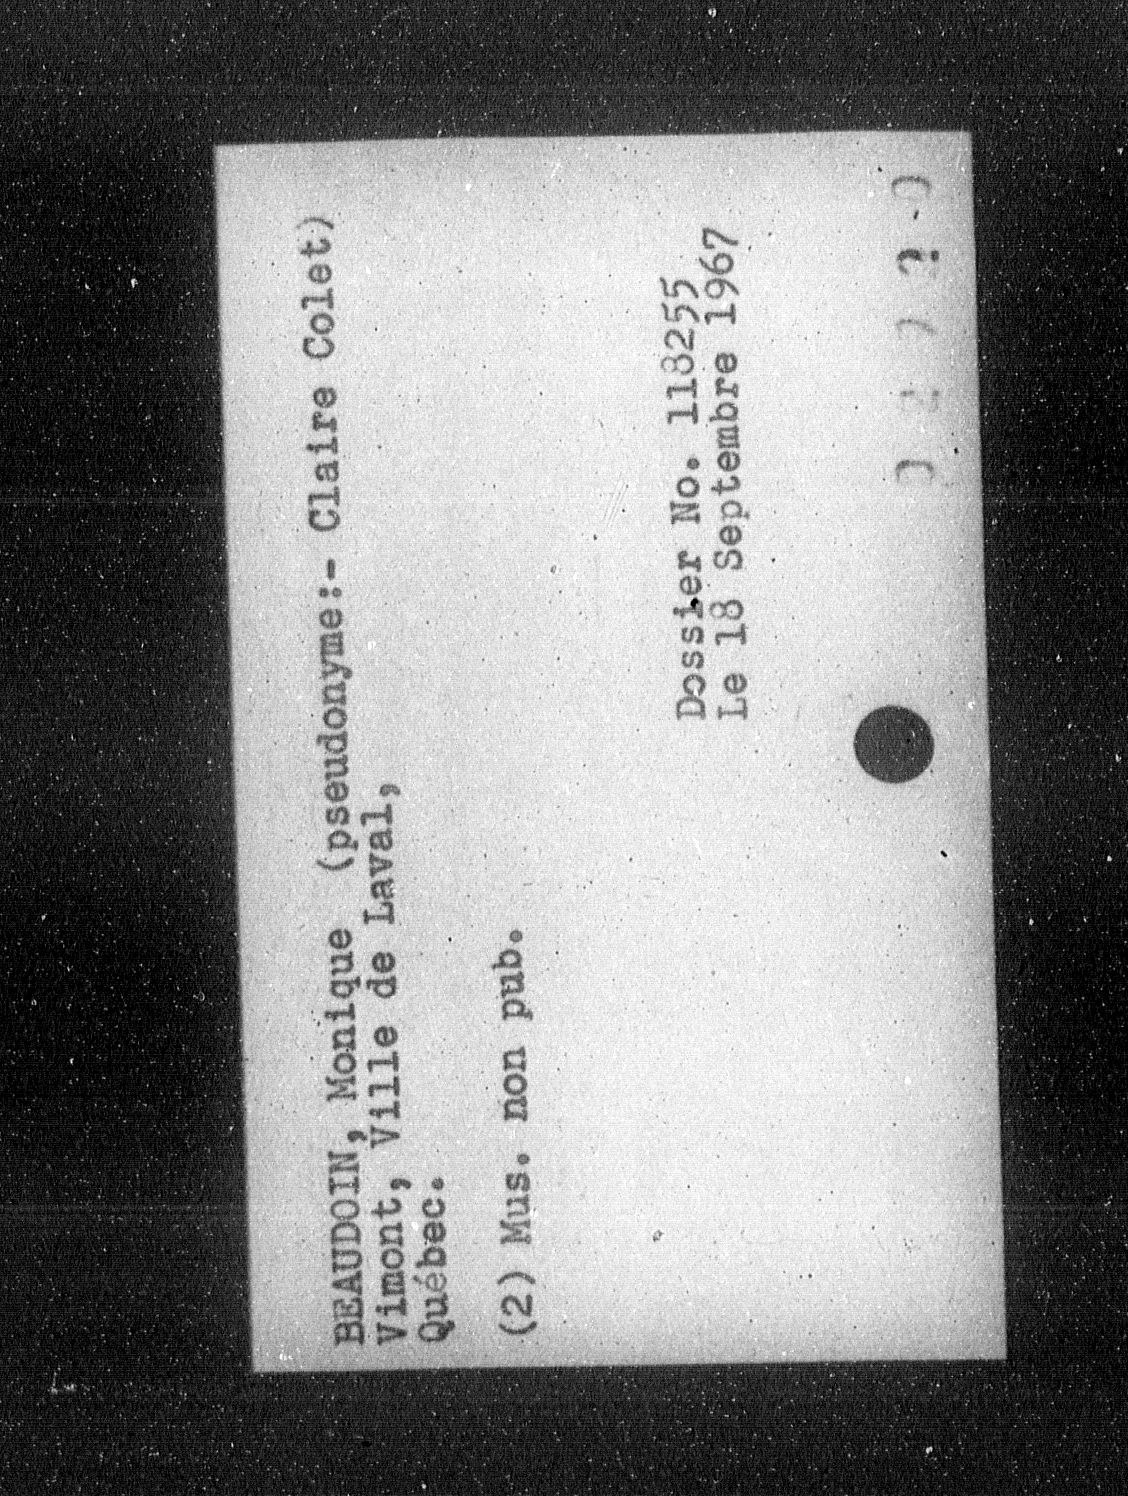 BEAUDOIN, Monique (pseudonyme:- Claire Colet)
Vimont, Ville de Laval,
Québec.
(2) Mus. non pub.
Dossier No. 118255
Le 18 Septembre 1967